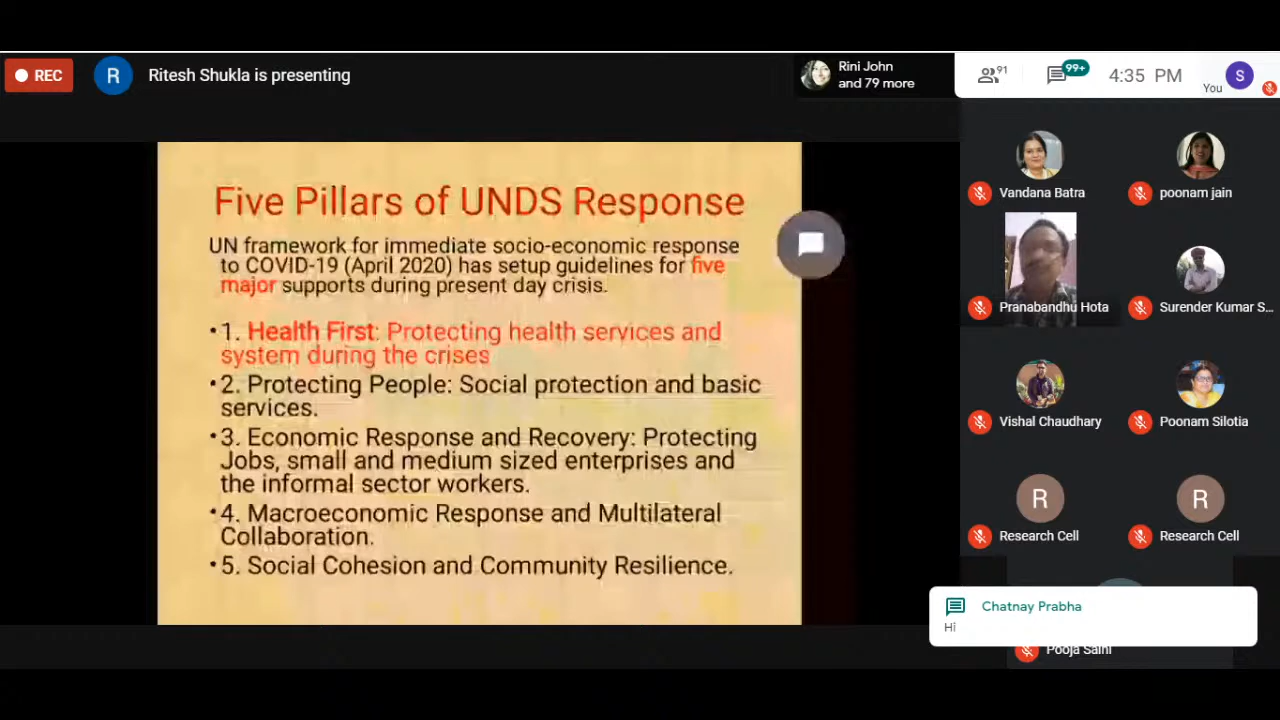 REC
R
Ritesh Shukla is presenting
Rini John
and 79 more
91
99+
4:35 PM
You
S
Five Pillars of UNDS Response
UN framework for immediate socio-economic response
to COVID-19 (April 2020) has setup guidelines for five
major supports during present day crisis.
•1. Health First: Protecting health services and
system during the crises
•2. Protecting People: Social protection and basic
services.
•3. Economic Response and Recovery: Protecting
Jobs, small and medium sized enterprises and
the informal sector workers.
•4. Macroeconomic Response and Multilateral
Collaboration.
•5. Social Cohesion and Community Resilience.
Vandana Batra
poonam jain
Pranabandhu Hota
Surender Kumar S...
Vishal Chaudhary
Poonam Silotia
R
R
Research Cell
Research Cell
Chatnay Prabha
Hi
Pooja Saini